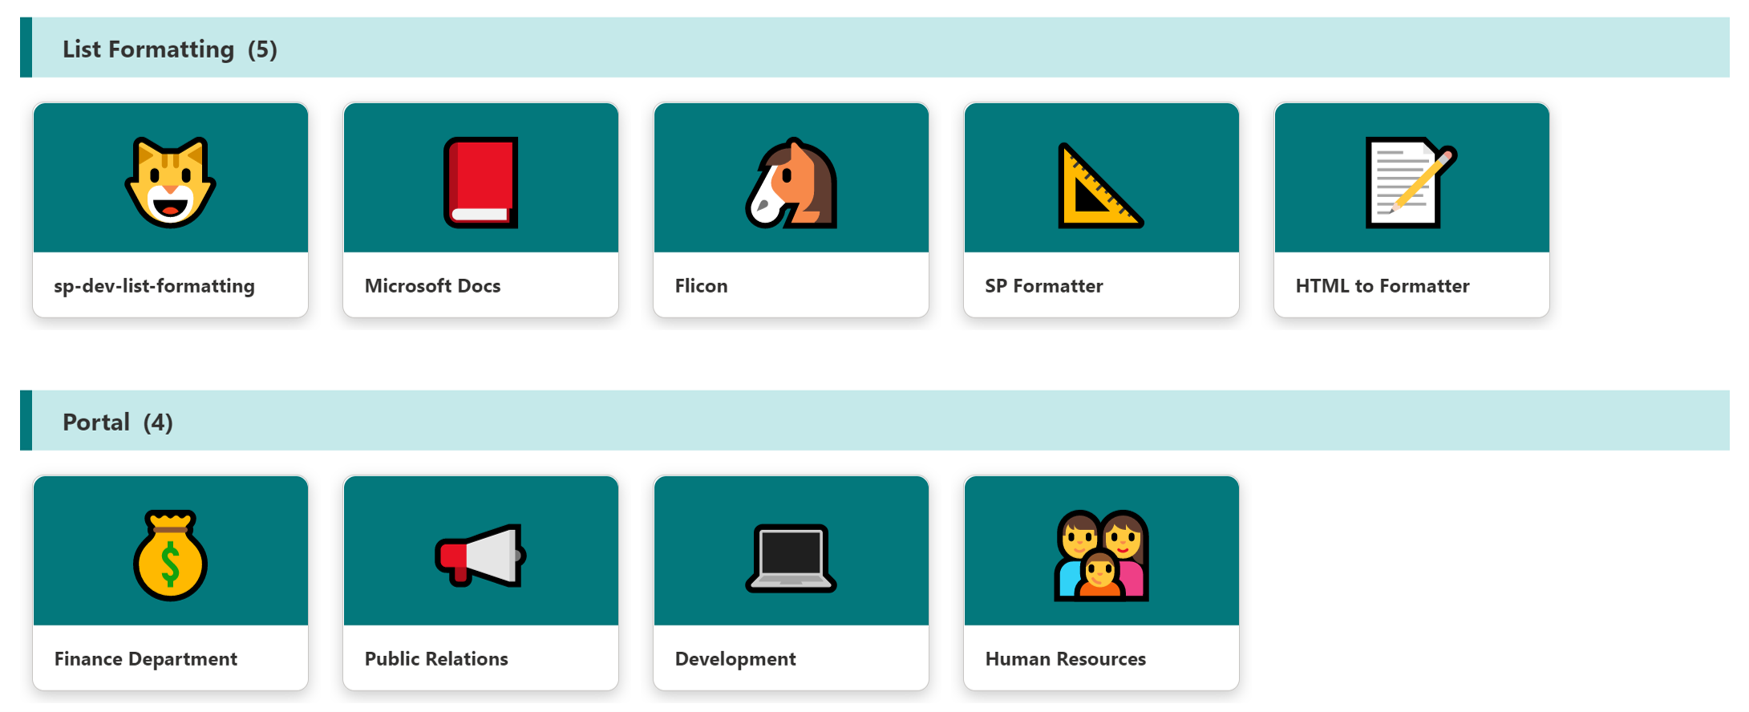 List Formatting (5)
sp-dev-list-formatting
Microsoft Docs
Flicon
SP Formatter
HTML to Formatter
Portal (4)
$
Finance Department
Public Relations
Development
Human Resources